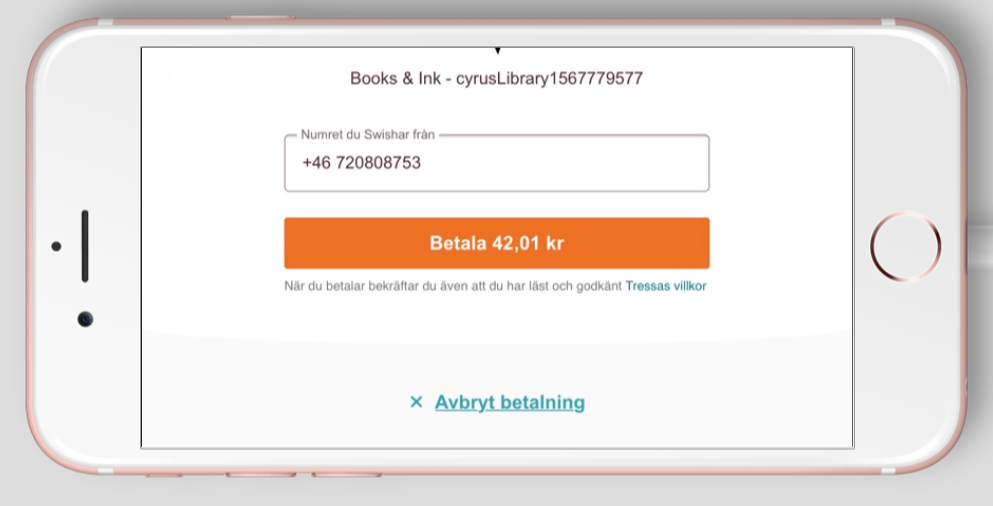 Books & Ink - cyrusLibrary1567779577
Numret du Swishar från
+46 720808753
Betala 42,01 kr
När du betalar bekräftar du även att du har läst och godkänt Tressas villkor
× Avbryt betalning